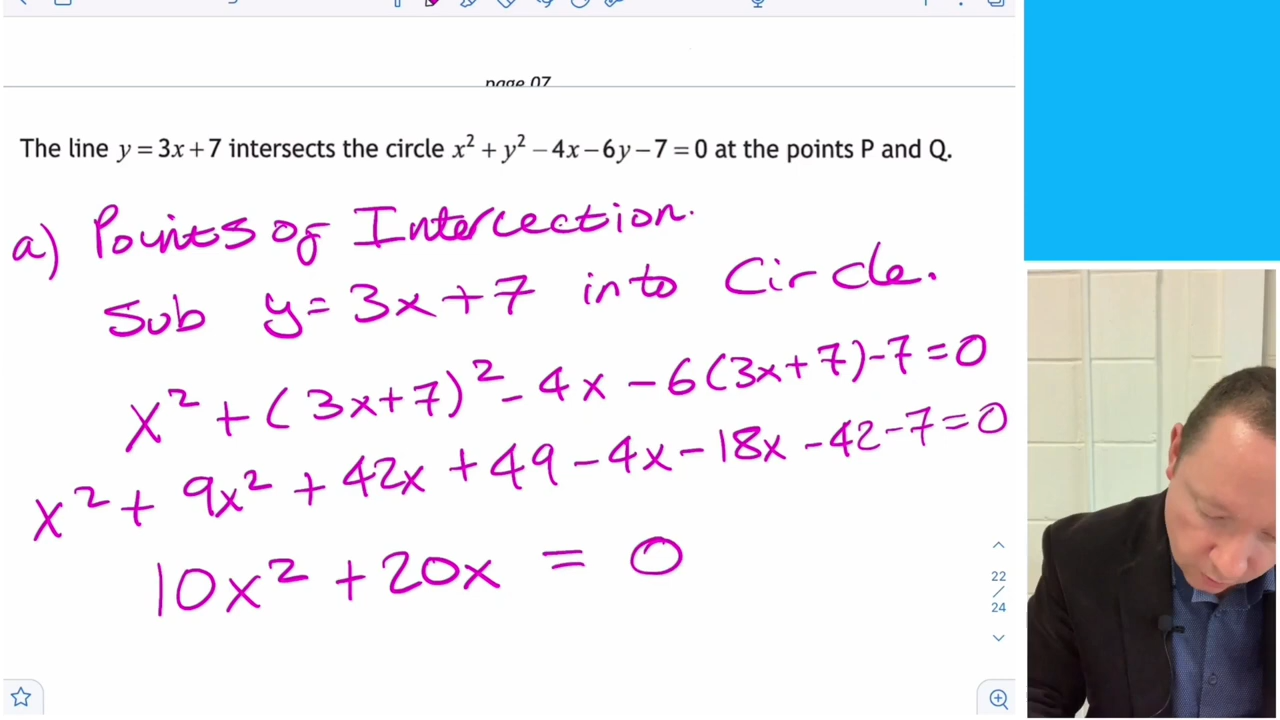 page 07
The line y = 3x + 7 intersects the circle x² + y² − 4x − 6y − 7 = 0 at the points P and Q.
a) Points of Intercection.
Sub y = 3x + 7 into Circle.
x² + (3x+7)² - 4x - 6(3x+7) - 7 = 0
x² + 9x² + 42x + 49 - 4x - 18x - 42 - 7 = 0
10x² + 20x = 0
22
/
24